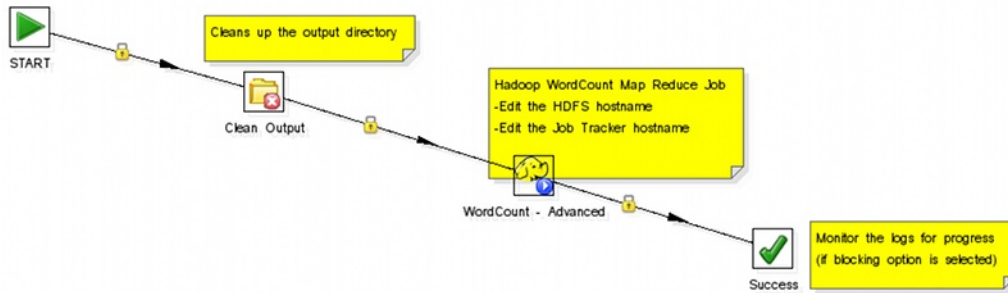 START
Cleans up the output directory
Clean Output
Hadoop WordCount Map Reduce Job
-Edit the HDFS hostname
-Edit the Job Tracker hostname
WordCount - Advanced
Monitor the logs for progress
(if blocking option is selected)
Success